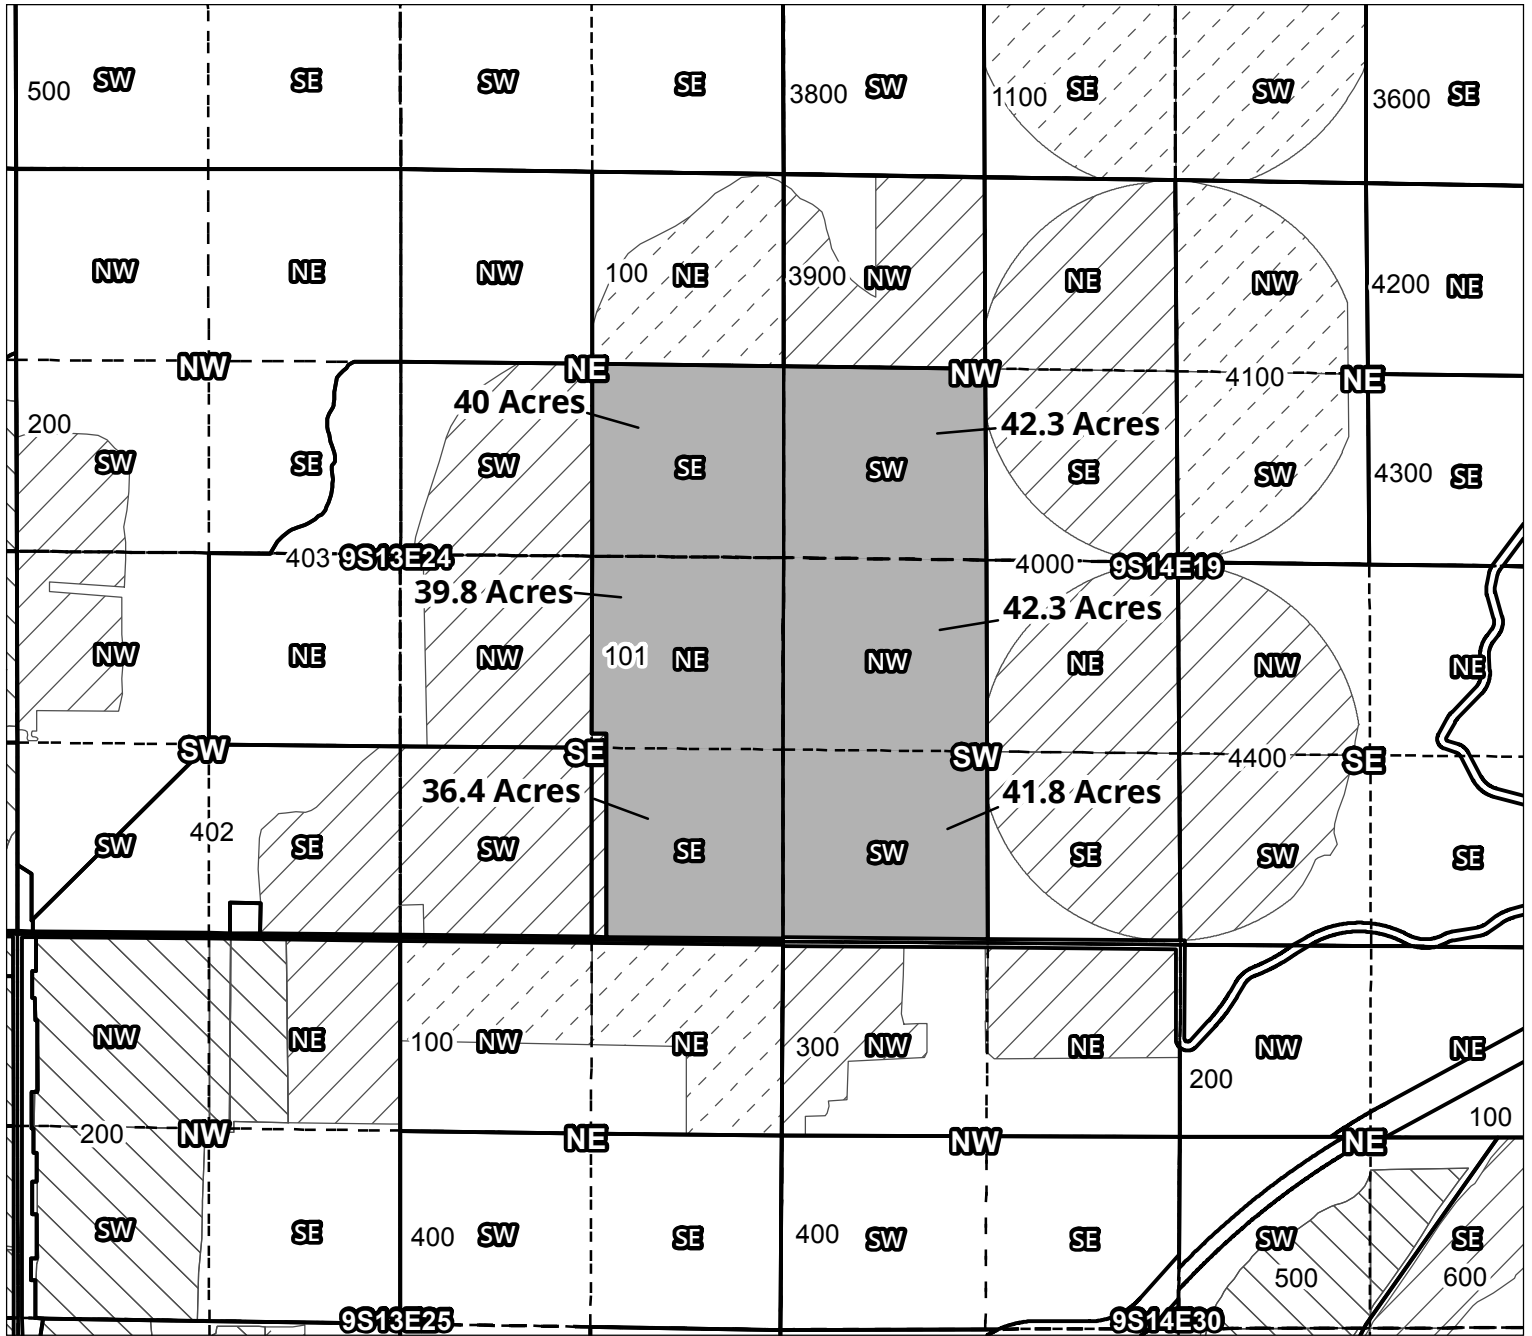 500 SW SE SW SE 3800 SW 1100 SE SW 3600 SE
NW NE NW 100 NE 3900 NW NE NW 4200 NE
NW NE NW 4100 NE
40 Acres 42.3 Acres
200 SW SE SW SE SW SE SW 4300 SE
403 9S13E24 4000 9S14E19
39.8 Acres 42.3 Acres
NW NE NW 101 NE NW NE NW NE
SW SE SW 4400 SE
36.4 Acres 41.8 Acres
SW 402 SE SW SE SW SE SW SE
NW NE 100 NW NE 300 NW NE NW NE
200 100
200 NW NE NW NE
SW SE 400 SW SE 400 SW SE SW SE
500 600
9S13E25 9S14E30